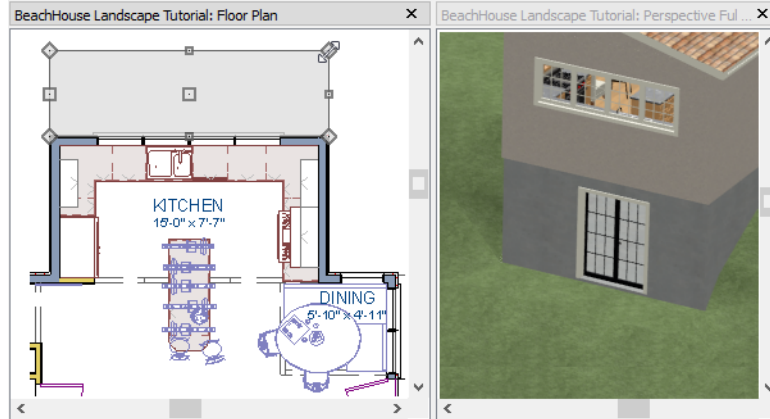 BeachHouse Landscape Tutorial: Floor Plan
BeachHouse Landscape Tutorial: Perspective Ful ...
KITCHEN
15'-0" x 7'-7"
DINING
5'-10" x 4'-11"